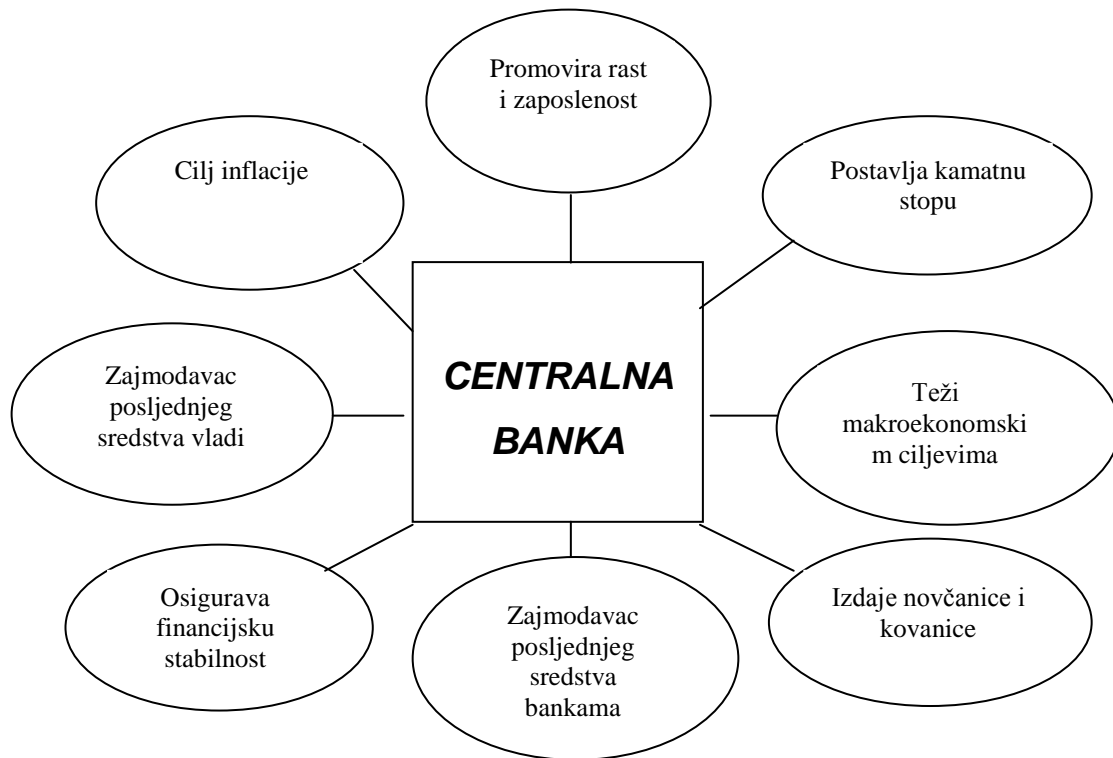 Promovira rast
i zaposlenost
Cilj inflacije
Postavlja kamatnu
stopu
CENTRALNA
BANKA
Zajmodavac
posljednjeg
sredstva vladi
Teži
makroekonomski
m ciljevima
Osigurava
financijsku
stabilnost
Zajmodavac
posljednjeg
sredstva
bankama
Izdaje novčanice i
kovanice